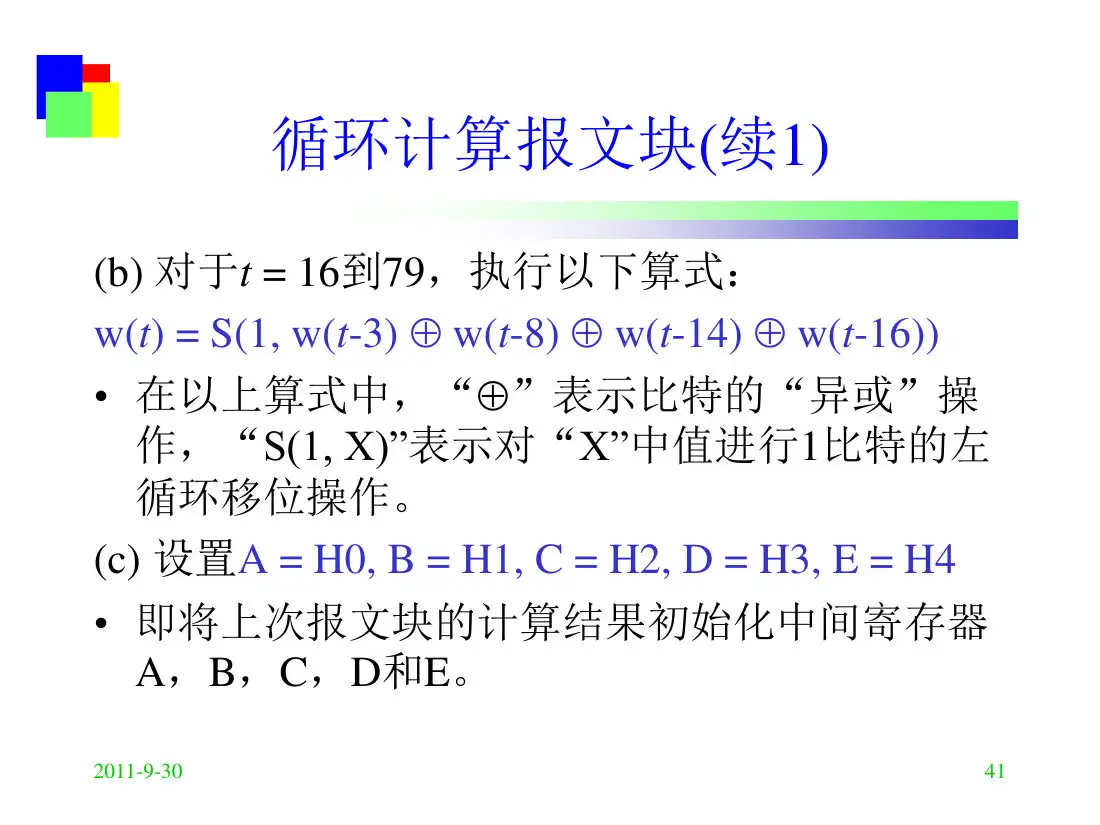 循环计算报文块(续1)
(b) 对于t = 16到79，执行以下算式：
w(t) = S(1, w(t-3) ⊕ w(t-8) ⊕ w(t-14) ⊕ w(t-16))
• 在以上算式中，“⊕”表示比特的“异或”操
作，“S(1, X)”表示对“X”中值进行1比特的左
循环移位操作。
(c) 设置A = H0, B = H1, C = H2, D = H3, E = H4
• 即将上次报文块的计算结果初始化中间寄存器
A，B，C，D和E。
2011-9-30
41